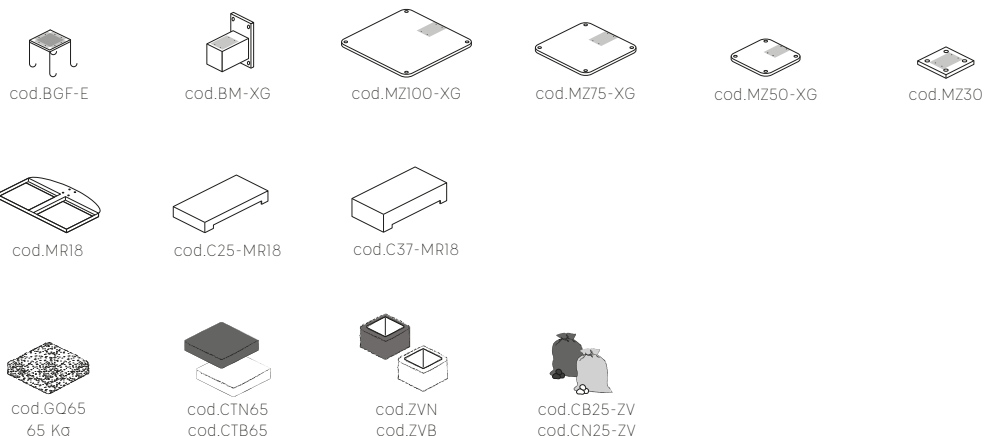 cod.BGF-E
cod.BM-XG
cod.MZ100-XG
cod.MZ75-XG
cod.MZ50-XG
cod.MZ30
cod.MR18
cod.C25-MR18
cod.C37-MR18
cod.GQ65
65 Kg
cod.CTN65
cod.CTB65
cod.ZVN
cod.ZVB
cod.CB25-ZV
cod.CN25-ZV